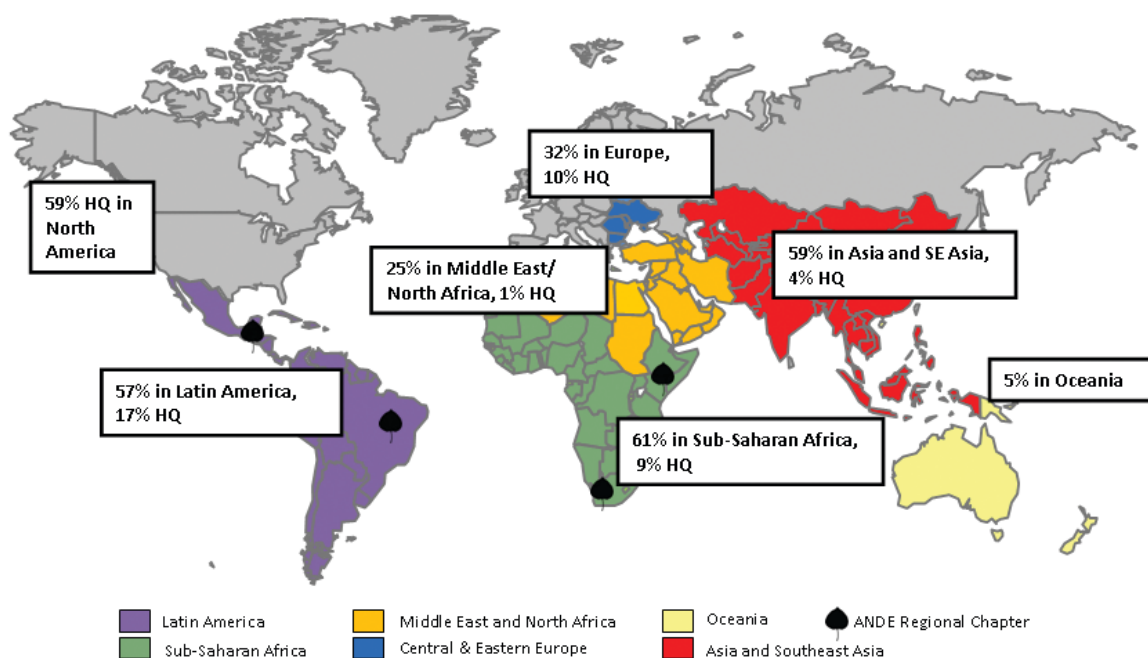 32% in Europe,
10% HQ
59% HQ in
North
America
59% in Asia and SE Asia,
4% HQ
25% in Middle East/
North Africa, 1% HQ
57% in Latin America,
17% HQ
5% in Oceania
61% in Sub-Saharan Africa,
9% HQ
Latin America
Middle East and North Africa
Oceania
ANDE Regional Chapter
Sub-Saharan Africa
Central & Eastern Europe
Asia and Southeast Asia